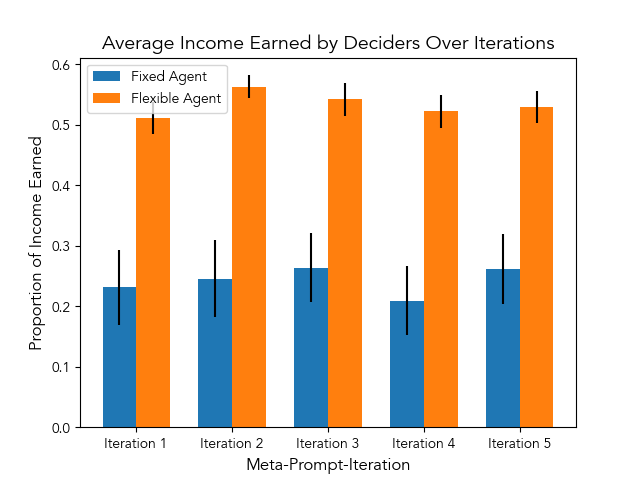 Average Income Earned by Deciders Over Iterations
Fixed Agent
Flexible Agent
Proportion of Income Earned
0.6
0.5
0.4
0.3
0.2
0.1
0.0
Iteration 1
Iteration 2
Iteration 3
Iteration 4
Iteration 5
Meta-Prompt-Iteration